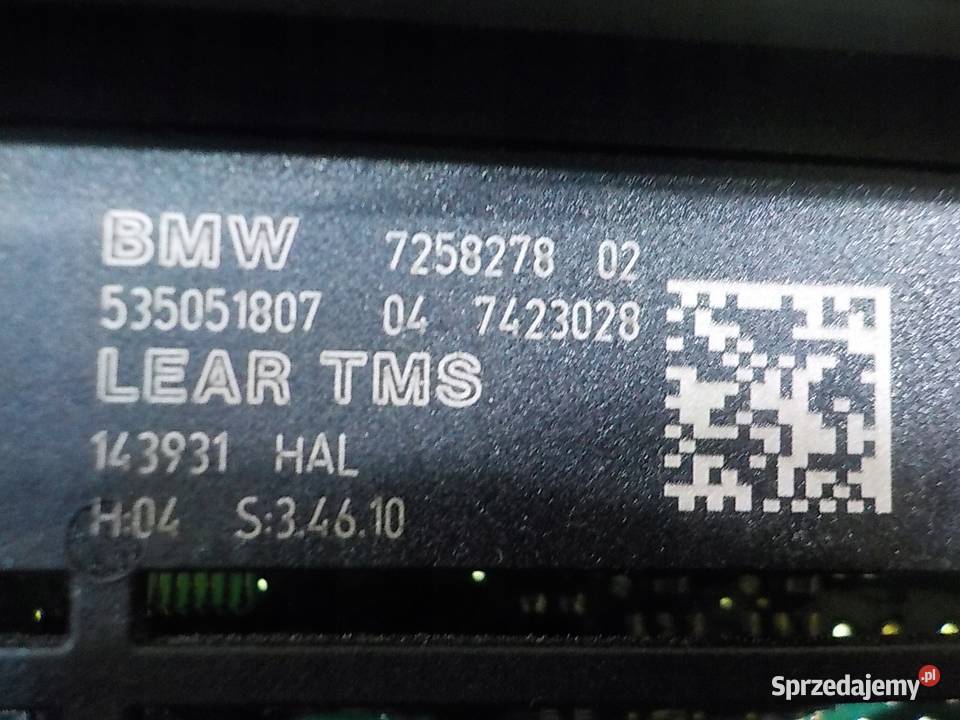 BMW 7258278 02
535051807 04 7423028
LEAR TMS
143931 HAL
H:04 S:3.46.10
Sprzedajemy.pl